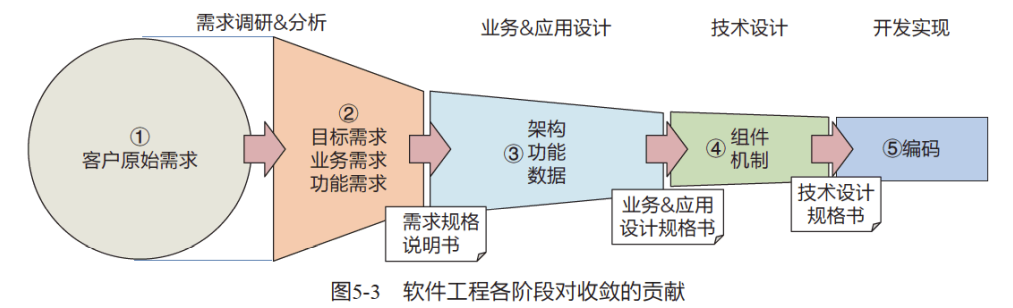 需求调研&分析
业务&应用设计
技术设计
开发实现
①
客户原始需求
②
目标需求
业务需求
功能需求
③
架构
功能
数据
④
组件
机制
⑤编码
需求规格
说明书
业务&应用
设计规格书
技术设计
规格书
图5-3 软件工程各阶段对收敛的贡献